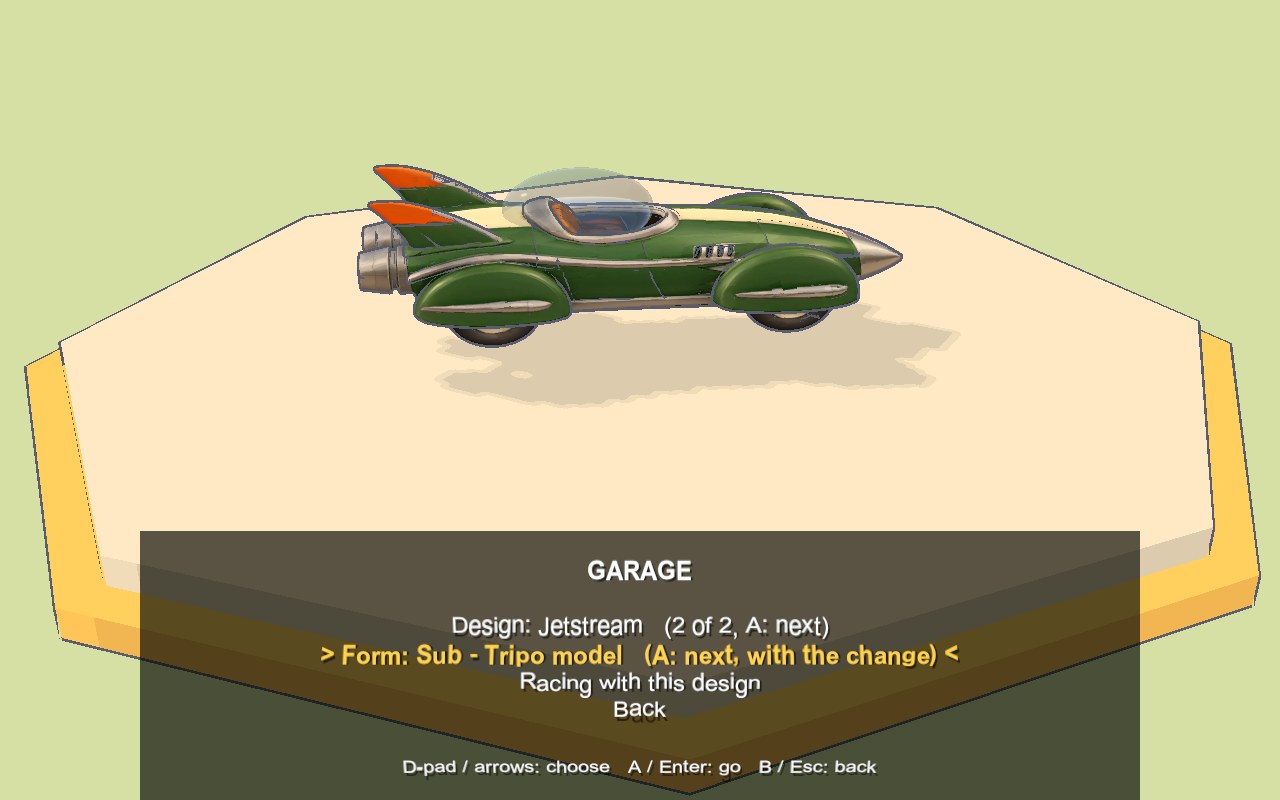 GARAGE
Design: Jetstream (2 of 2, A: next)
> Form: Sub - Tripo model (A: next, with the change) <
Racing with this design
Back
D-pad / arrows: choose A / Enter: go B / Esc: back